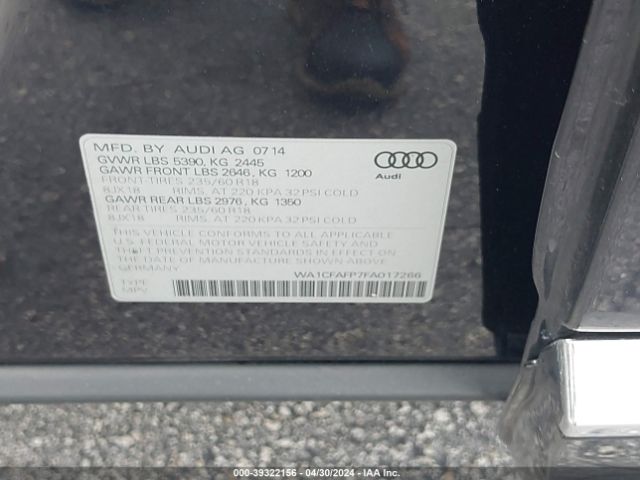 MFD. BY AUDI AG 0714
GVWR LBS 5390, KG 2445
GAWR FRONT LBS 2646, KG 1200
FRONT-TIRES 235/60 R18
8JX18 RIMS, AT 220 KPA 32 PSI COLD
GAWR REAR LBS 2976, KG 1350
REAR-TIRES 235/60 R18
8JX18 RIMS, AT 220 KPA 32 PSI COLD
Audi
THIS VEHICLE CONFORMS TO ALL APPLICABLE
U.S. FEDERAL MOTOR VEHICLE SAFETY AND
THEFT PREVENTION STANDARDS IN EFFECT ON
THE DATE OF MANUFACTURE SHOWN ABOVE.
GERMANY
WA1CFAFP7FA017266
TYPE
MPV
000-39322156 - 04/30/2024 - IAA Inc.